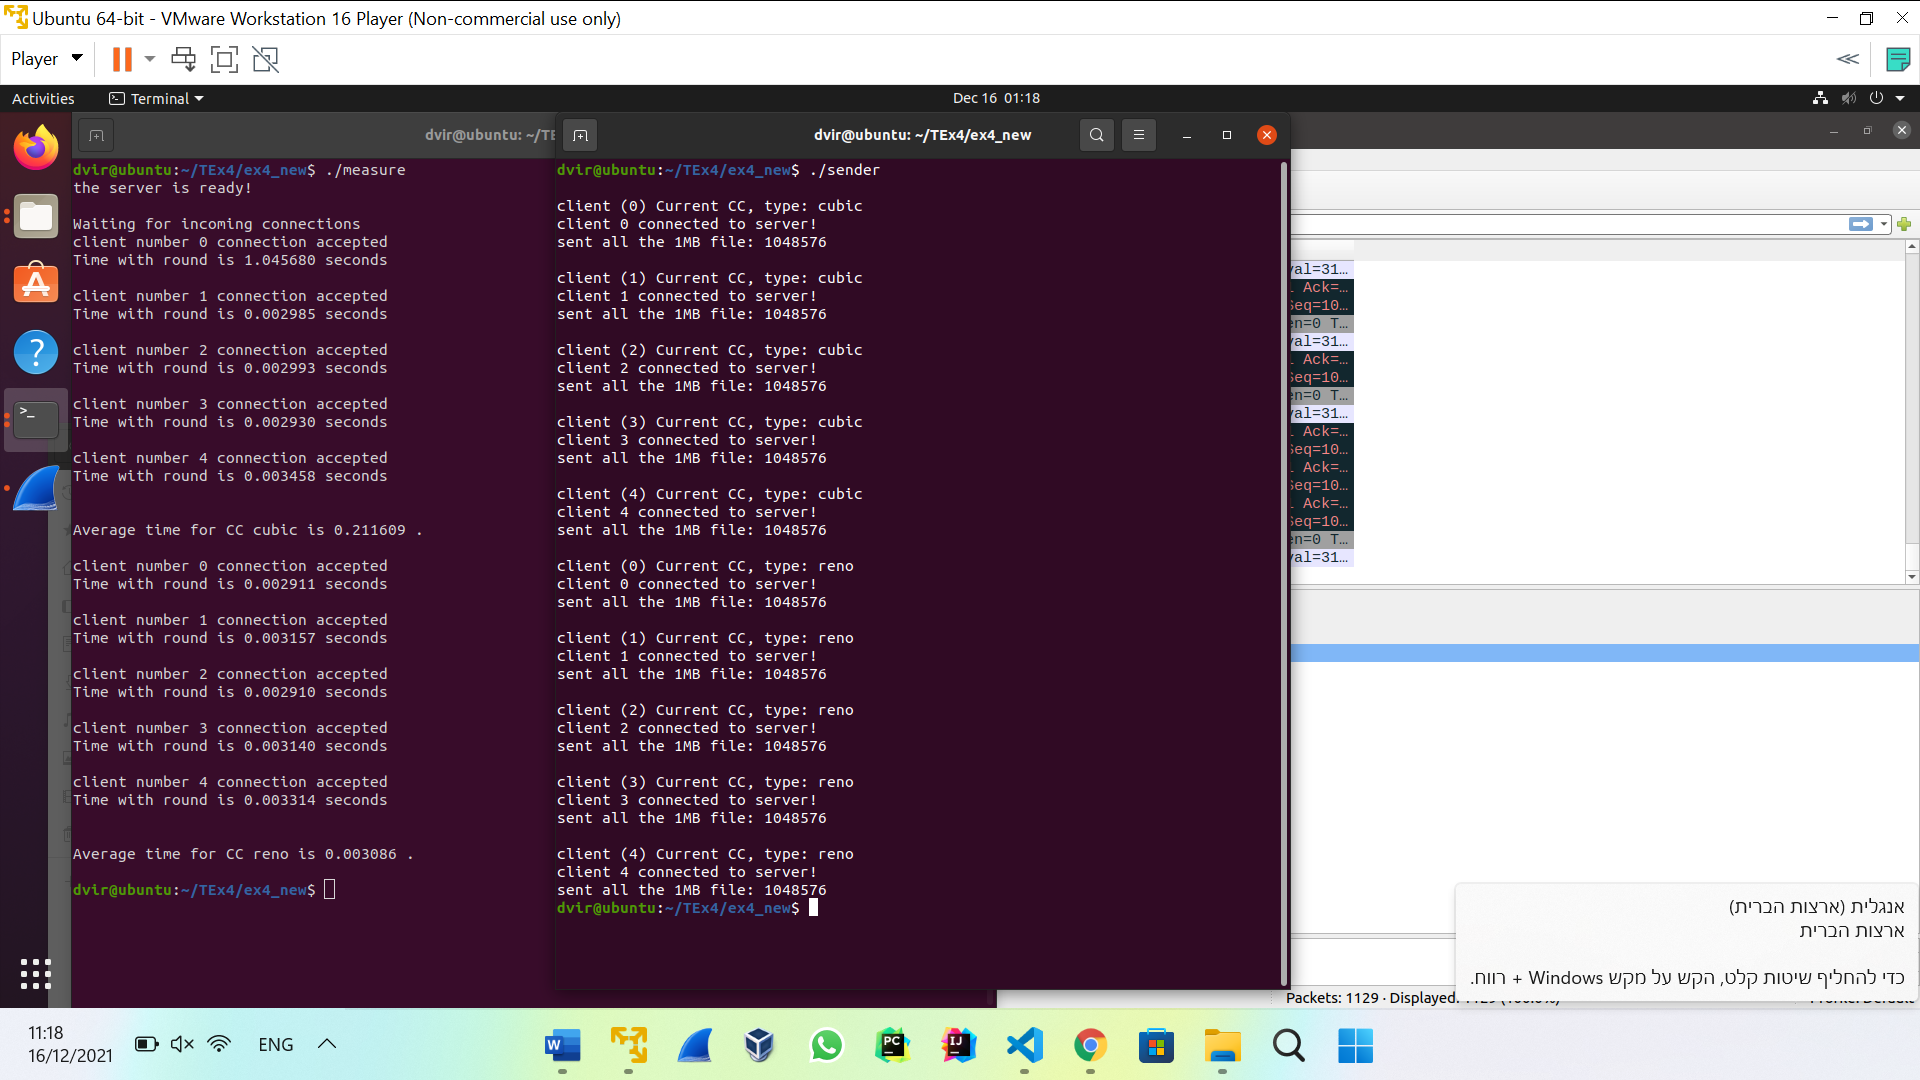 Ubuntu 64-bit - VMware Workstation 16 Player (Non-commercial use only)
Player
Activities
Terminal
Dec 16 01:18
dvir@ubuntu: ~/TE
dvir@ubuntu:~/TEx4/ex4_new$ ./measure
the server is ready!
Waiting for incoming connections
client number 0 connection accepted
Time with round is 1.045680 seconds
client number 1 connection accepted
Time with round is 0.002985 seconds
client number 2 connection accepted
Time with round is 0.002993 seconds
client number 3 connection accepted
Time with round is 0.002930 seconds
client number 4 connection accepted
Time with round is 0.003458 seconds
Average time for CC cubic is 0.211609 .
client number 0 connection accepted
Time with round is 0.002911 seconds
client number 1 connection accepted
Time with round is 0.003157 seconds
client number 2 connection accepted
Time with round is 0.002910 seconds
client number 3 connection accepted
Time with round is 0.003140 seconds
client number 4 connection accepted
Time with round is 0.003314 seconds
Average time for CC reno is 0.003086 .
dvir@ubuntu:~/TEx4/ex4_new$
dvir@ubuntu: ~/TEx4/ex4_new
dvir@ubuntu:~/TEx4/ex4_new$ ./sender
client (0) Current CC, type: cubic
client 0 connected to server!
sent all the 1MB file: 1048576
client (1) Current CC, type: cubic
client 1 connected to server!
sent all the 1MB file: 1048576
client (2) Current CC, type: cubic
client 2 connected to server!
sent all the 1MB file: 1048576
client (3) Current CC, type: cubic
client 3 connected to server!
sent all the 1MB file: 1048576
client (4) Current CC, type: cubic
client 4 connected to server!
sent all the 1MB file: 1048576
client (0) Current CC, type: reno
client 0 connected to server!
sent all the 1MB file: 1048576
client (1) Current CC, type: reno
client 1 connected to server!
sent all the 1MB file: 1048576
client (2) Current CC, type: reno
client 2 connected to server!
sent all the 1MB file: 1048576
client (3) Current CC, type: reno
client 3 connected to server!
sent all the 1MB file: 1048576
client (4) Current CC, type: reno
client 4 connected to server!
sent all the 1MB file: 1048576
dvir@ubuntu:~/TEx4/ex4_new$
val=31…
Ack=…
Seq=10…
en=0 T…
val=31…
Ack=…
Seq=10…
en=0 T…
val=31…
Ack=…
Seq=10…
Ack=…
Seq=10…
Ack=…
Seq=10…
en=0 T…
val=31…
אנגלית (ארצות הברית)
ארצות הברית
כדי להחליף שיטות קלט, הקש על מקש Windows + רווח.
Packets: 1129 · Displayed:
11:18
16/12/2021
ENG